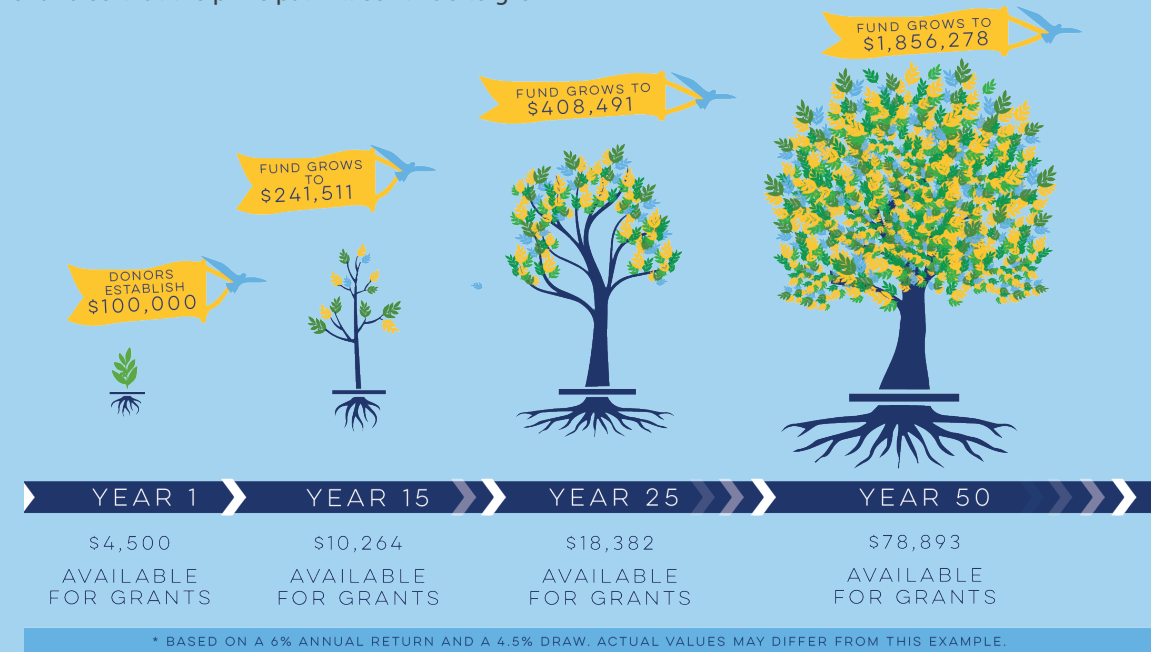 FUND GROWS TO
$1,856,278
FUND GROWS TO
$408,491
FUND GROWS
TO
$241,511
DONORS
ESTABLISH
$100,000
YEAR 1
YEAR 15
YEAR 25
YEAR 50
$4,500
AVAILABLE
FOR GRANTS
$10,264
AVAILABLE
FOR GRANTS
$18,382
AVAILABLE
FOR GRANTS
$78,893
AVAILABLE
FOR GRANTS
* BASED ON A 6% ANNUAL RETURN AND A 4.5% DRAW. ACTUAL VALUES MAY DIFFER FROM THIS EXAMPLE.